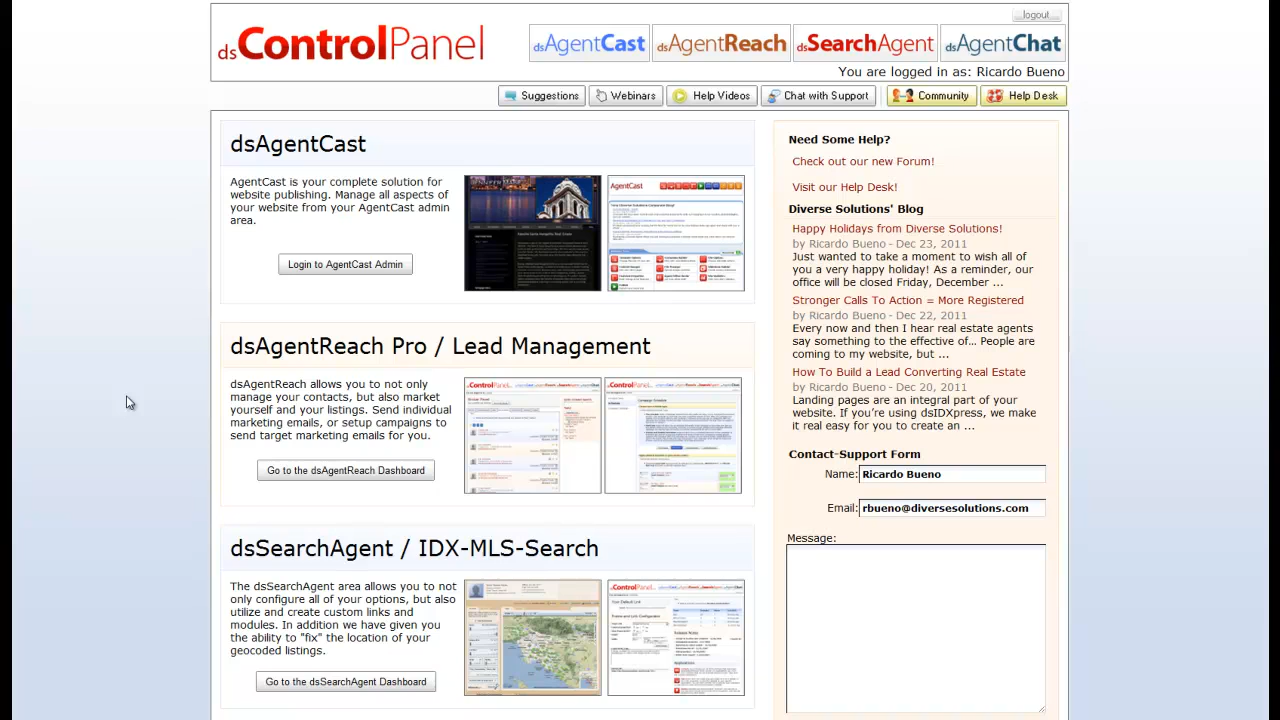 logout
dsControlPanel
dsAgentCast
dsAgentReach
dsSearchAgent
dsAgentChat
You are logged in as: Ricardo Bueno
Suggestions
Webinars
Help Videos
Chat with Support
Community
Help Desk
dsAgentCast
AgentCast is your complete solution for
website publishing. Manage all aspects of
your website from your AgentCast admin
area.
Login to AgentCast Admin
AgentCast
dsAgentReach Pro / Lead Management
dsAgentReach allows you to not only
manage your contacts, but also market
yourself and your listings. Send individual
marketing emails, or setup campaigns to
send target marketing emails for you.
Go to the dsAgentReach Dashboard
ControlPanel
ControlPanel
dsSearchAgent / IDX-MLS-Search
The dsSearchAgent area allows you to not
only configure all of your options, but also
utilize and create custom links and
modules. In addition we've given you
the ability to "fix" the location of your
geocoded listings.
Go to the dsSearchAgent Dashboard
ControlPanel
Need Some Help?
Check out our new Forum!
Visit our Help Desk!
Diverse Solutions Blog
Happy Holidays from Diverse Solutions!
by Ricardo Bueno - Dec 23, 2011
Just wanted to take a moment to wish all of
you a very happy holiday! As a reminder, our
office will be closed Friday, December ...
Stronger Calls To Action = More Registered
by Ricardo Bueno - Dec 22, 2011
Every now and then I hear real estate agents
say something to the effective of… People are
coming to my website, but ...
How To Build a Lead Converting Real Estate
by Ricardo Bueno - Dec 20, 2011
Landing pages are an integral part of your
website. If you're using dsIDXpress, we make
it real easy for you to create an ...
Contact-Support Form
Name: Ricardo Bueno
Email: rbueno@diversesolutions.com
Message: